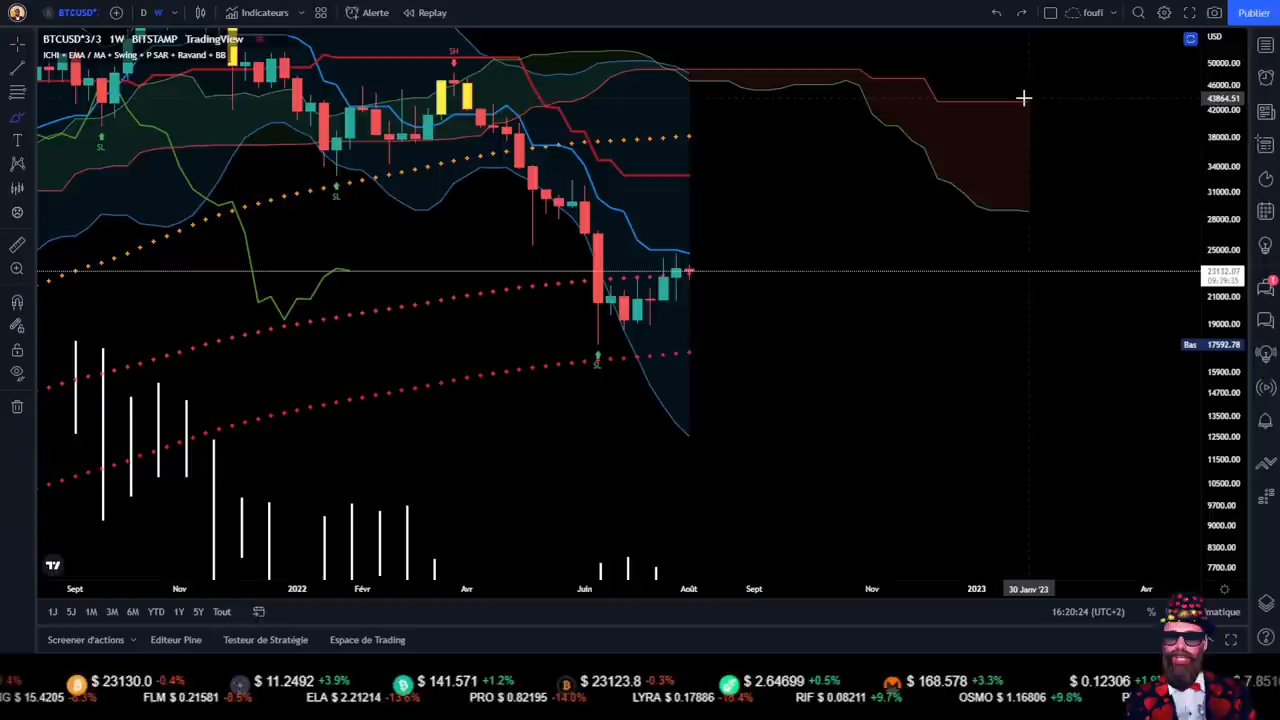 BTCUSD* D W Indicateurs Alerte Replay foufi Publier
BTCUSD*3/3 1W BITSTAMP TradingView
ICHI + EMA / MA + Swing + P SAR + Ravand + BB
USD
50000.00
46000.00
43864.51
42000.00
38000.00
34000.00
31000.00
28000.00
25000.00
23132.07
21000.00
19000.00
Bas 17592.78
15900.00
14700.00
13500.00
12500.00
11500.00
10500.00
9700.00
9000.00
8300.00
7700.00
SH
SL
SL
SL
Sept Nov 2022 Févr Avr Juin Août Sept Nov 2023 30 Janv '23 Avr
1J 5J 1M 3M 6M YTD 1Y 5Y Tout 16:20:24 (UTC+2) % matique
Screener d'actions Editeur Pine Testeur de Stratégie Espace de Trading
$ 23130.0 -0.4% $ 11.2492 +3.9% $ 141.571 +1.2% $ 23123.8 -0.3% $ 2.64699 +0.5% $ 168.578 +3.3% $ 0.12306
$ 15.4205 FLM $ 0.21581 -8.5% ELA $ 2.21214 PRO $ 0.82195 -14.0% LYRA $ 0.17886 RIF $ 0.08211 +9.7% OSMO $ 1.16806 +9.8%